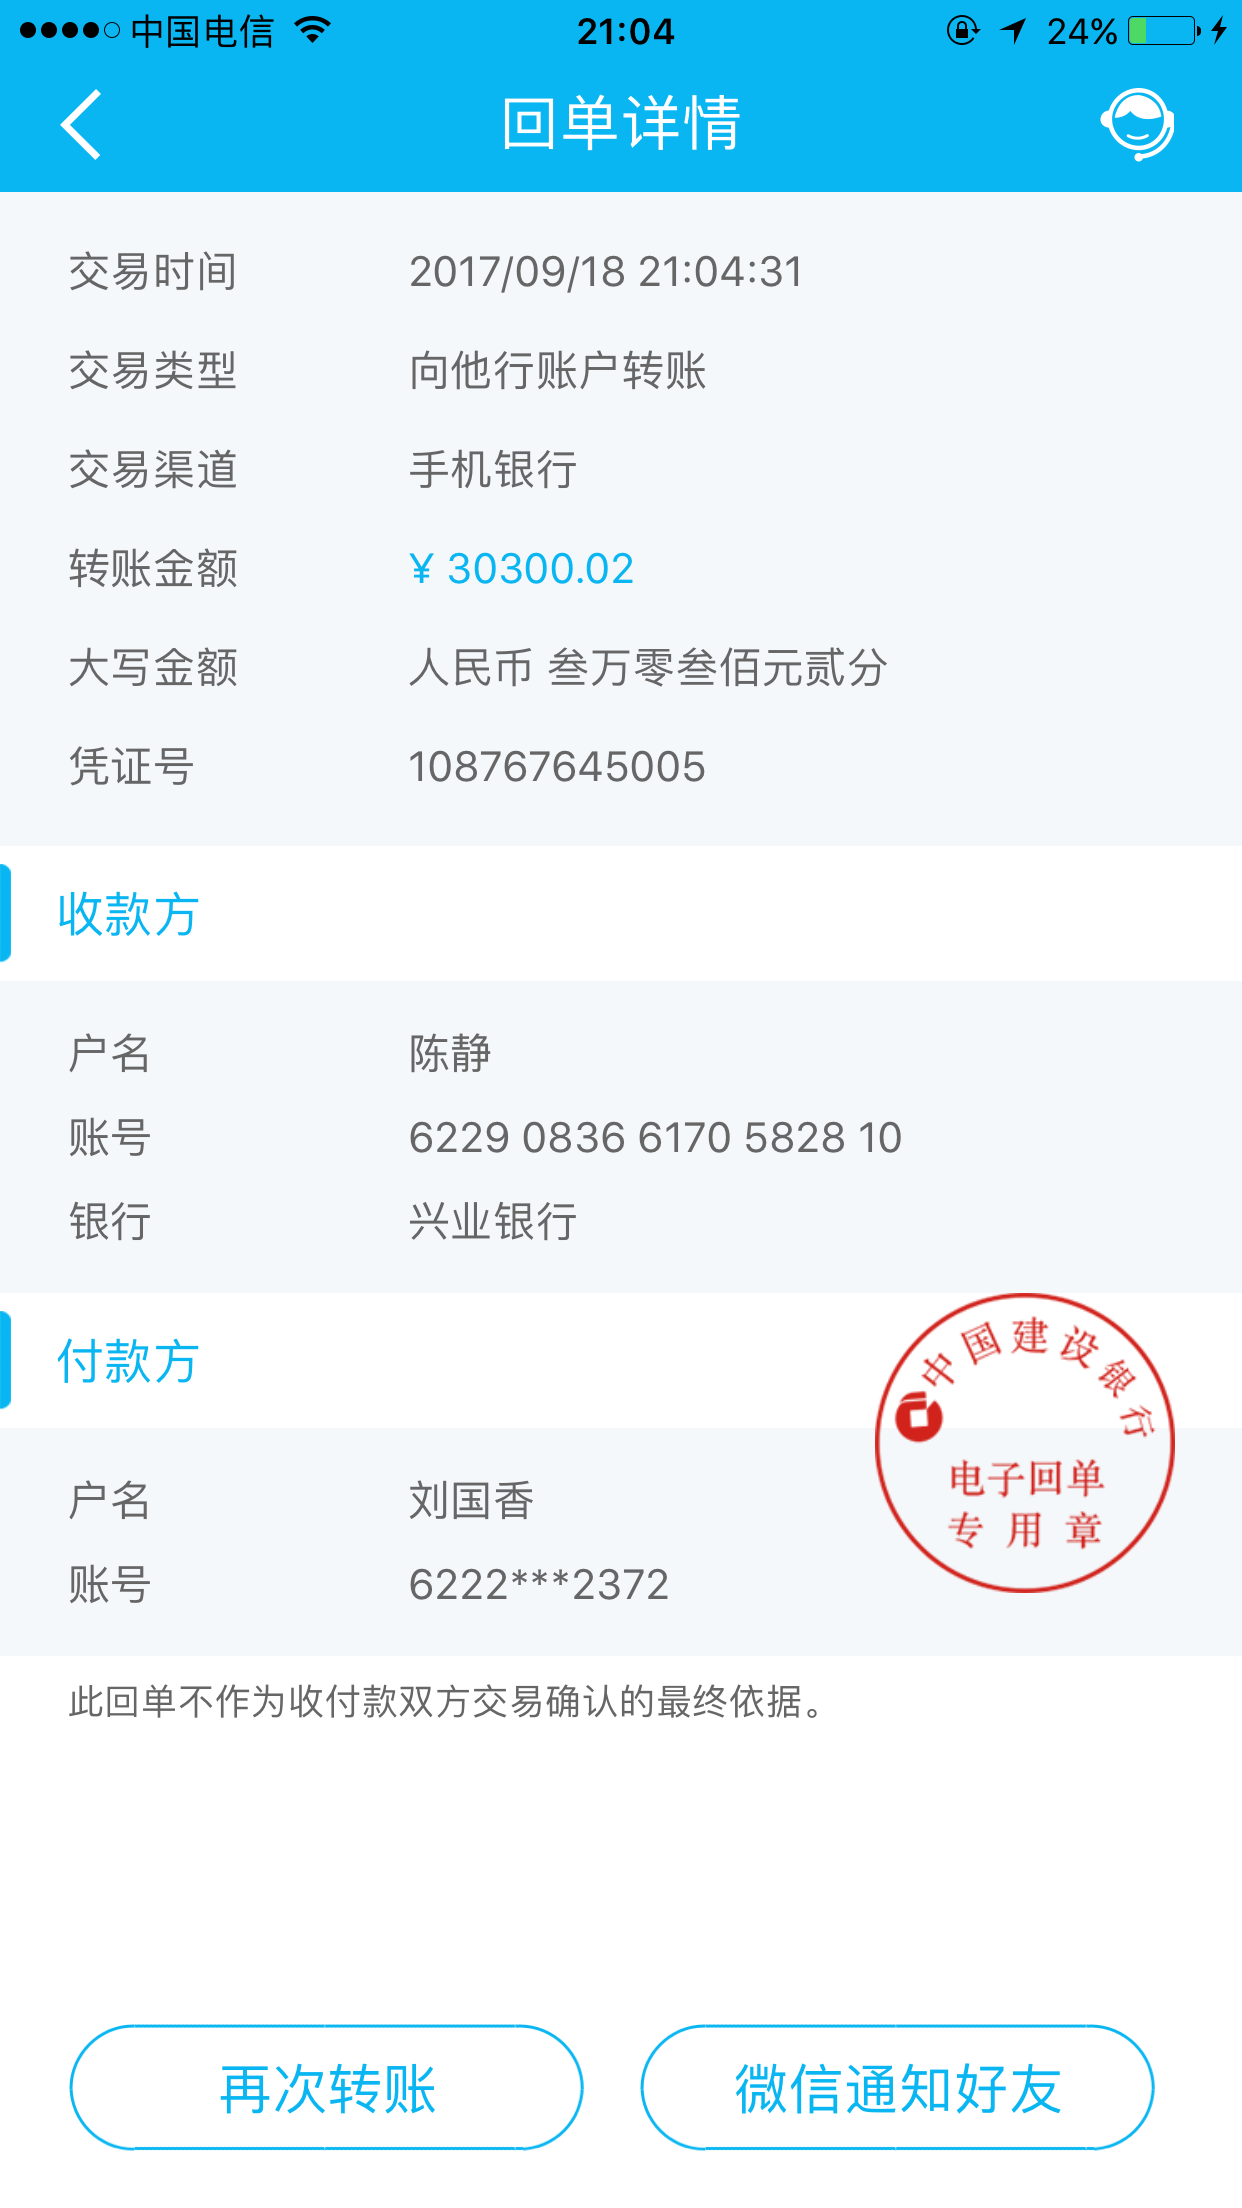 中国电信 21:04 24%
回单详情
交易时间 2017/09/18 21:04:31
交易类型 向他行账户转账
交易渠道 手机银行
转账金额 ¥ 30300.02
大写金额 人民币 叁万零叁佰元贰分
凭证号 108767645005
收款方
户名 陈静
账号 6229 0836 6170 5828 10
银行 兴业银行
付款方
中国建设银行
电子回单
专用章
户名 刘国香
账号 6222***2372
此回单不作为收付款双方交易确认的最终依据。
再次转账 微信通知好友